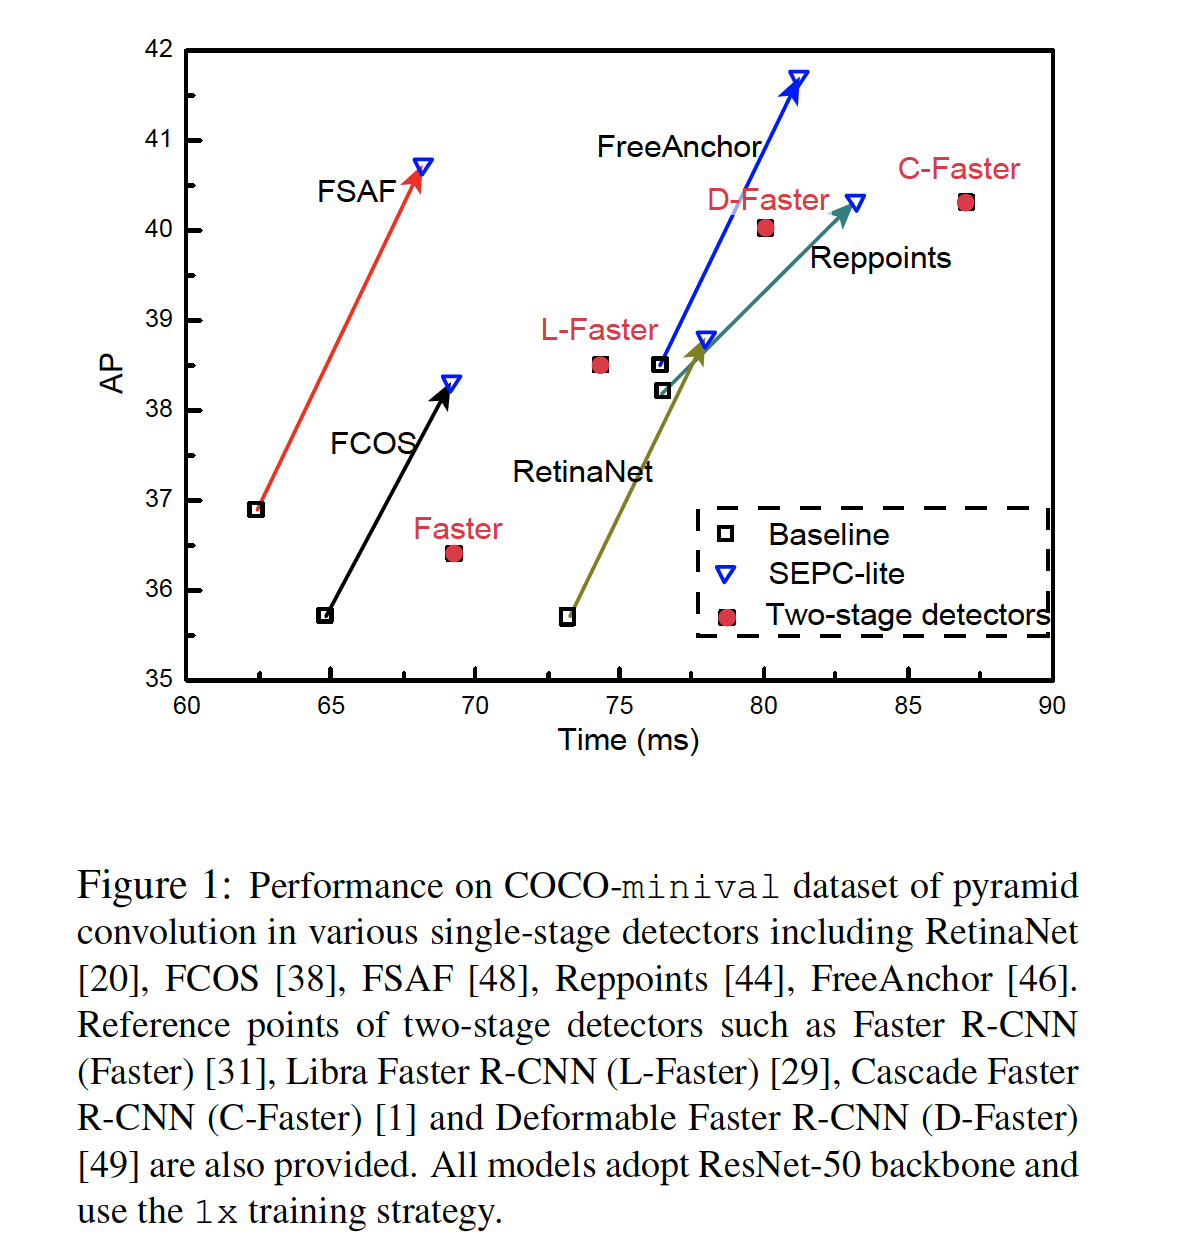 42
41
40
39
38
37
36
35
AP
60
65
70
75
80
85
90
Time (ms)
FSAF
FCOS
FreeAnchor
D-Faster
C-Faster
Reppoints
L-Faster
RetinaNet
Faster
Baseline
SEPC-lite
Two-stage detectors
Figure 1: Performance on COCO-minival dataset of pyramid
convolution in various single-stage detectors including RetinaNet
[20], FCOS [38], FSAF [48], Reppoints [44], FreeAnchor [46].
Reference points of two-stage detectors such as Faster R-CNN
(Faster) [31], Libra Faster R-CNN (L-Faster) [29], Cascade Faster
R-CNN (C-Faster) [1] and Deformable Faster R-CNN (D-Faster)
[49] are also provided. All models adopt ResNet-50 backbone and
use the 1x training strategy.